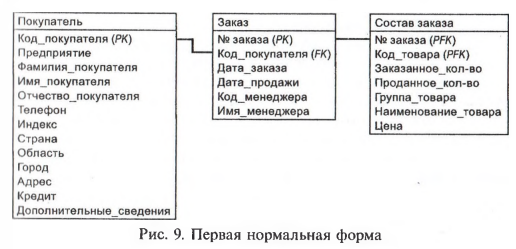 Покупатель
Код_покупателя (PK)
Предприятие
Фамилия_покупателя
Имя_покупателя
Отчество_покупателя
Телефон
Индекс
Страна
Область
Город
Адрес
Кредит
Дополнительные_сведения
Заказ
№ заказа (PK)
Код_покупателя (FK)
Дата_заказа
Дата_продажи
Код_менеджера
Имя_менеджера
Состав заказа
№ заказа (PFK)
Код_товара (PFK)
Заказанное_кол-во
Проданное_кол-во
Группа_товара
Наименование_товара
Цена
Рис. 9. Первая нормальная форма